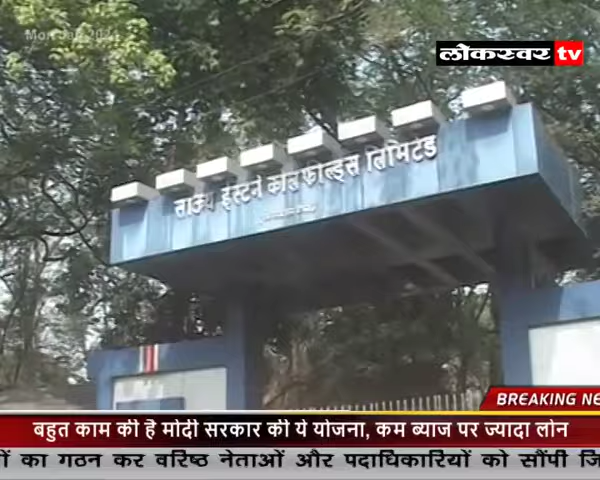 लोकस्वर tv
साउथ ईस्टर्न कोलफील्ड्स लिमिटेड
BREAKING NE
बहुत काम की है मोदी सरकार की ये योजना, कम ब्याज पर ज्यादा लोन
ों का गठन कर वरिष्ठ नेताओं और पदाधिकारियों को सौंपी जि